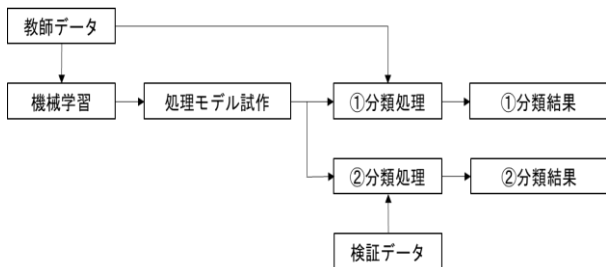 教師データ
機械学習
処理モデル試作
①分類処理
①分類結果
②分類処理
②分類結果
検証データ